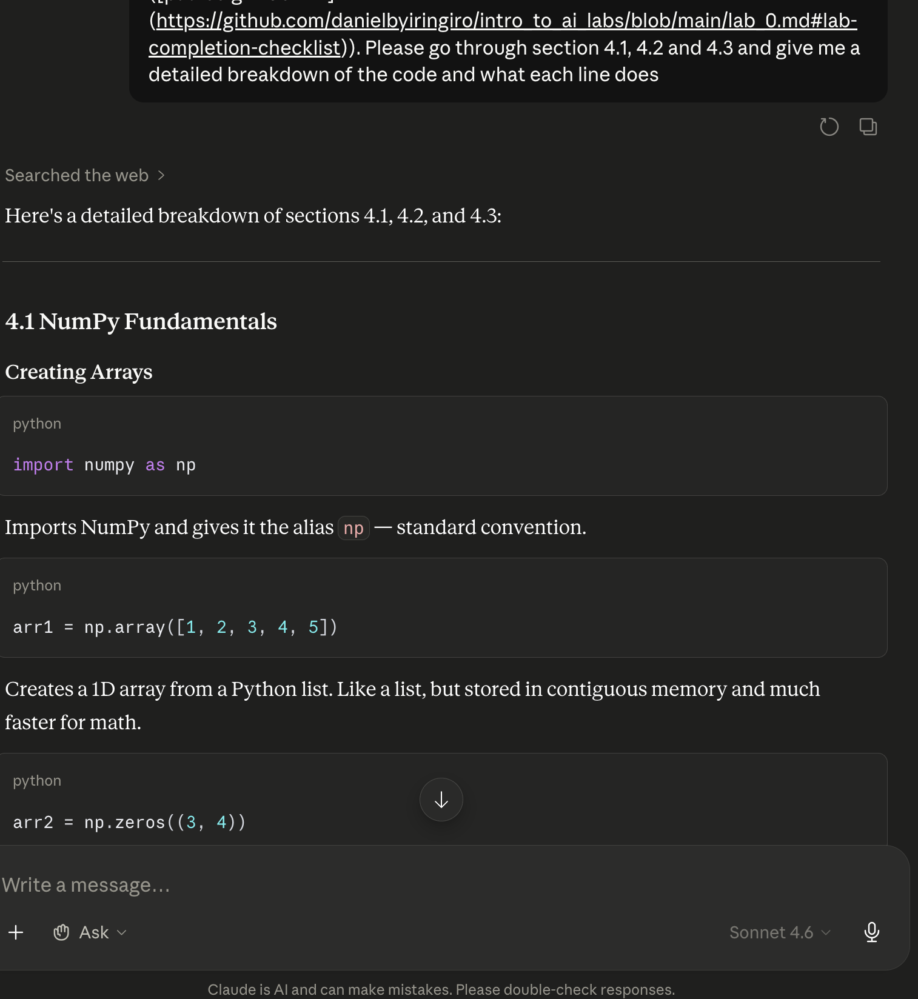 (https://github.com/danielbyiringiro/intro_to_ai_labs/blob/main/lab_0.md#lab-
completion-checklist)). Please go through section 4.1, 4.2 and 4.3 and give me a
detailed breakdown of the code and what each line does
Searched the web >
Here's a detailed breakdown of sections 4.1, 4.2, and 4.3:
4.1 NumPy Fundamentals
Creating Arrays
python
import numpy as np
Imports NumPy and gives it the alias np — standard convention.
python
arr1 = np.array([1, 2, 3, 4, 5])
Creates a 1D array from a Python list. Like a list, but stored in contiguous memory and much
faster for math.
python
arr2 = np.zeros((3, 4))
Write a message...
Ask
Sonnet 4.6
Claude is AI and can make mistakes. Please double-check responses.